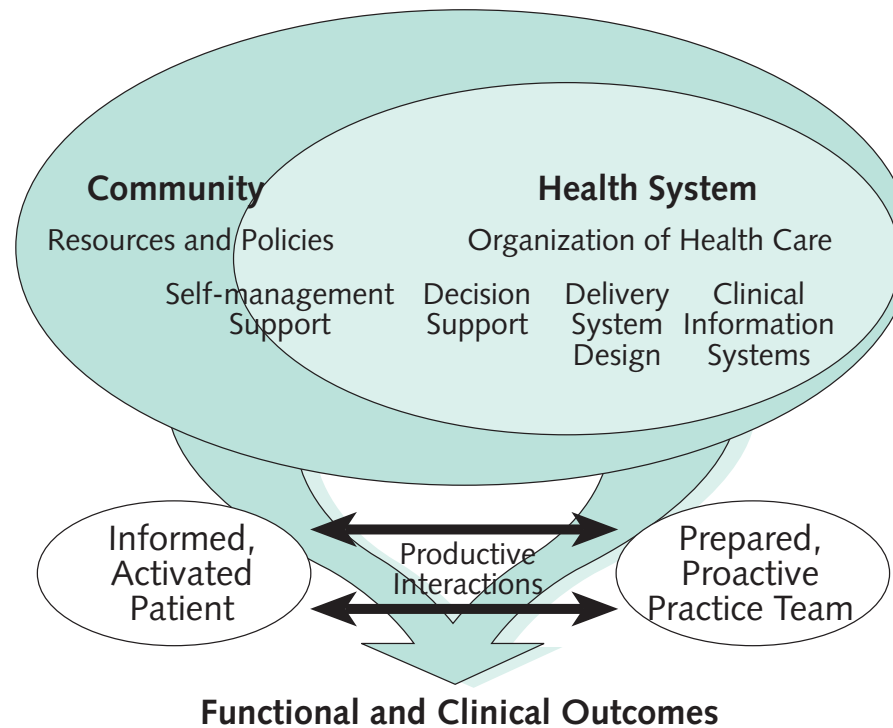 Community
Health System
Resources and Policies
Organization of Health Care
Self-management
Support
Decision
Support
Delivery
System
Design
Clinical
Information
Systems
Informed,
Activated
Patient
Productive
Interactions
Prepared,
Proactive
Practice Team
Functional and Clinical Outcomes